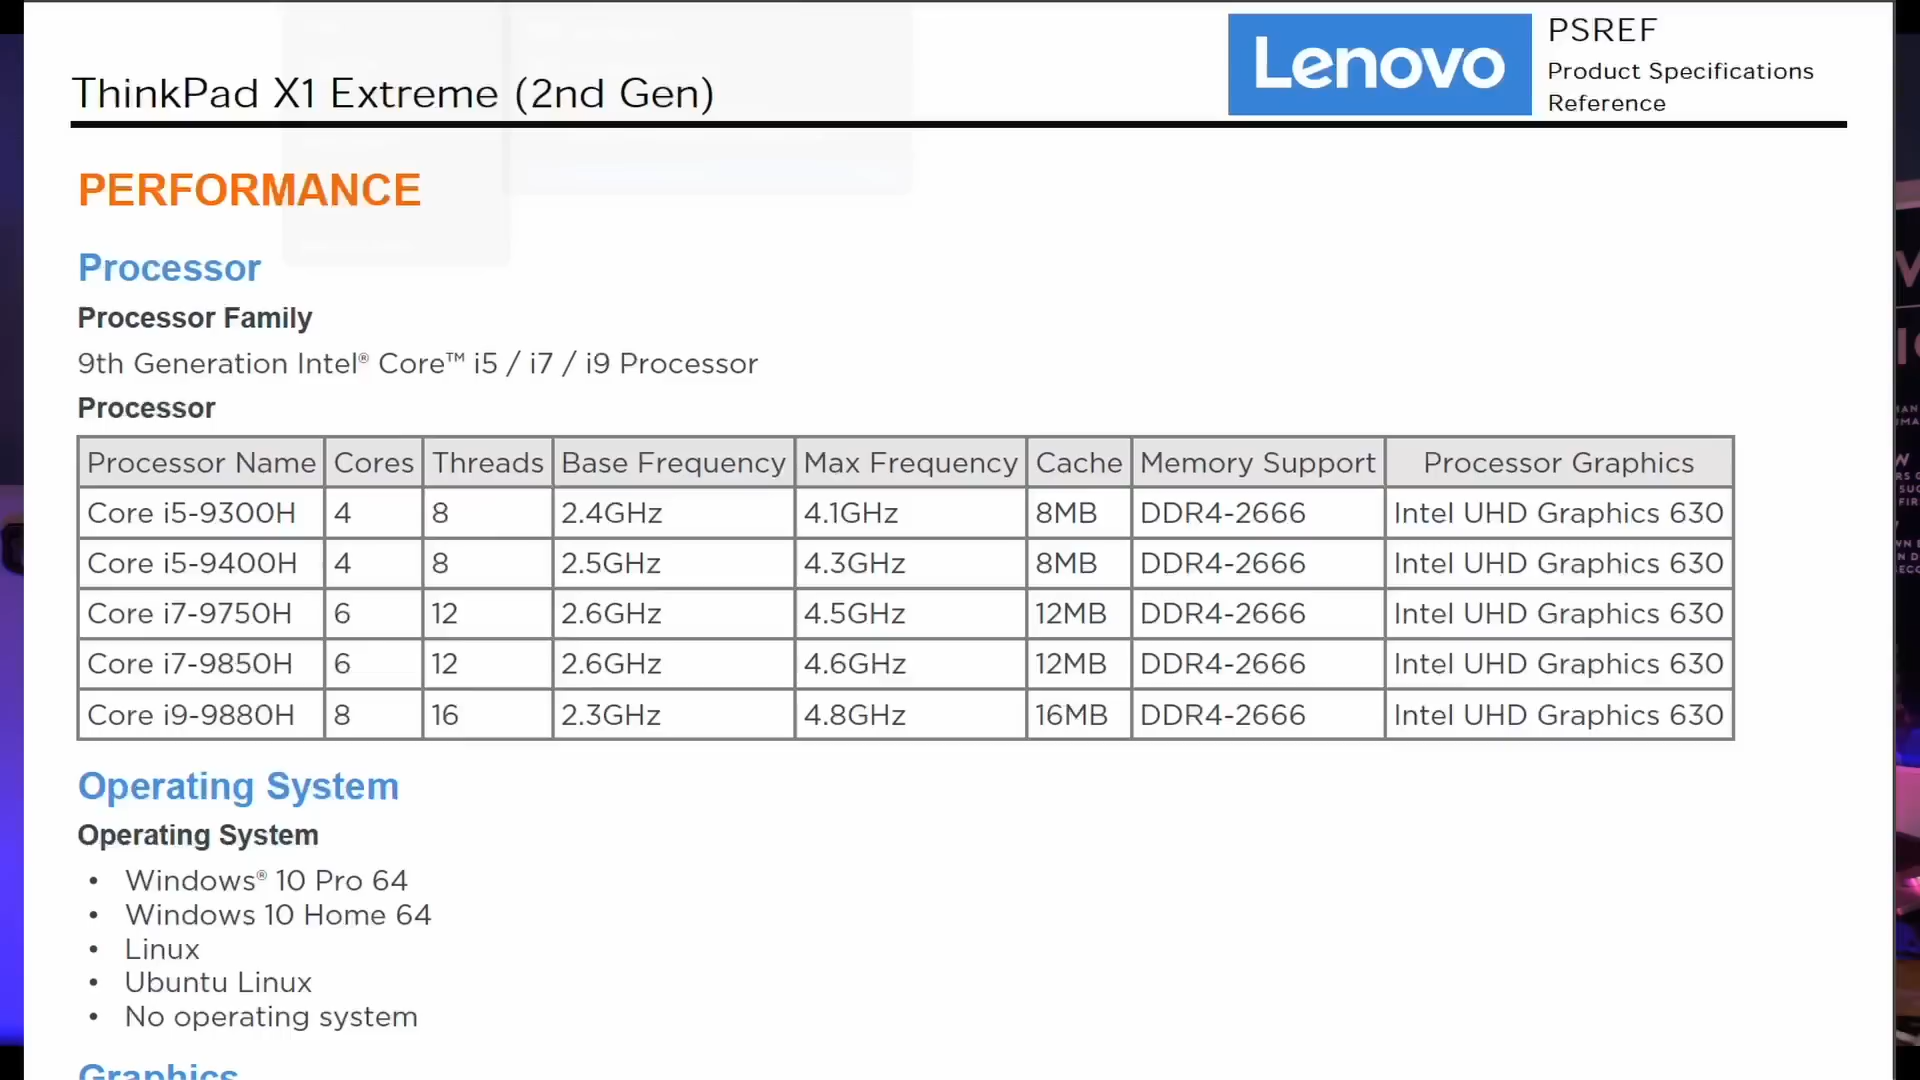 Lenovo
PSREF
Product Specifications
Reference
ThinkPad X1 Extreme (2nd Gen)
PERFORMANCE
Processor
Processor Family
9th Generation Intel® Core™ i5 / i7 / i9 Processor
Processor
Processor Name Cores Threads Base Frequency Max Frequency Cache Memory Support Processor Graphics
Core i5-9300H 4 8 2.4GHz 4.1GHz 8MB DDR4-2666 Intel UHD Graphics 630
Core i5-9400H 4 8 2.5GHz 4.3GHz 8MB DDR4-2666 Intel UHD Graphics 630
Core i7-9750H 6 12 2.6GHz 4.5GHz 12MB DDR4-2666 Intel UHD Graphics 630
Core i7-9850H 6 12 2.6GHz 4.6GHz 12MB DDR4-2666 Intel UHD Graphics 630
Core i9-9880H 8 16 2.3GHz 4.8GHz 16MB DDR4-2666 Intel UHD Graphics 630
Operating System
Operating System
• Windows® 10 Pro 64
• Windows 10 Home 64
• Linux
• Ubuntu Linux
• No operating system
Graphics